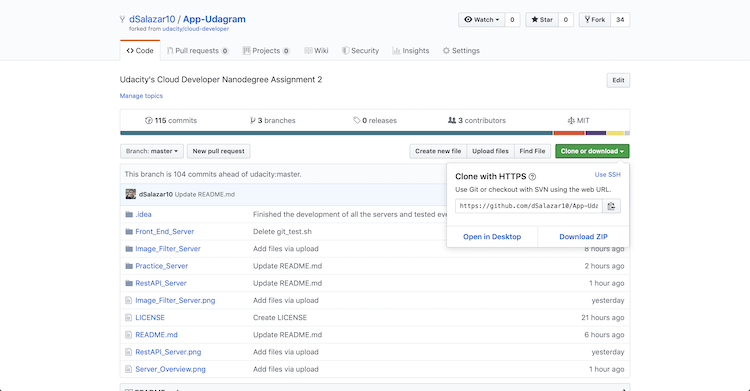 dSalazar10 / App-Udagram
forked from udacity/cloud-developer
Watch 0 Star 0 Fork 34
Code Pull requests 0 Projects 0 Wiki Security Insights Settings
Udacity's Cloud Developer Nanodegree Assignment 2 Edit
Manage topics
115 commits 3 branches 0 releases 3 contributors MIT
Branch: master New pull request Create new file Upload files Find File Clone or download
This branch is 104 commits ahead of udacity:master.
Clone with HTTPS Use SSH
Use Git or checkout with SVN using the web URL.
https://github.com/dSalazar10/App-Uda
Open in Desktop Download ZIP
dSalazar10 Update README.md
.idea Finished the development of all the servers and tested eve
Front_End_Server Delete git_test.sh
Image_Filter_Server Add files via upload 8 hours ago
Practice_Server Update README.md 2 hours ago
RestAPI_Server Update README.md 1 hour ago
Image_Filter_Server.png Add files via upload yesterday
LICENSE Create LICENSE 21 hours ago
README.md Update README.md 6 hours ago
RestAPI_Server.png Add files via upload yesterday
Server_Overview.png Add files via upload 1 hour ago